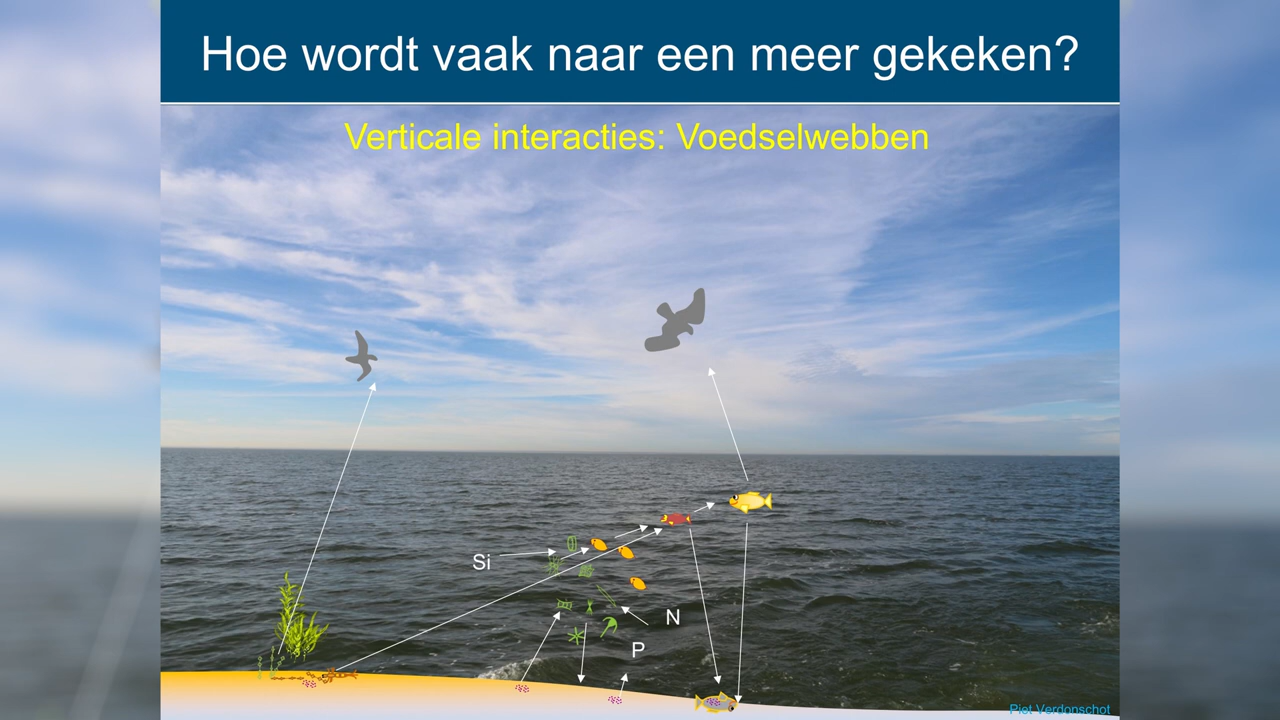 Hoe wordt vaak naar een meer gekeken?
Verticale interacties: Voedselwebben
Si
N
P
Piet Verdonschot